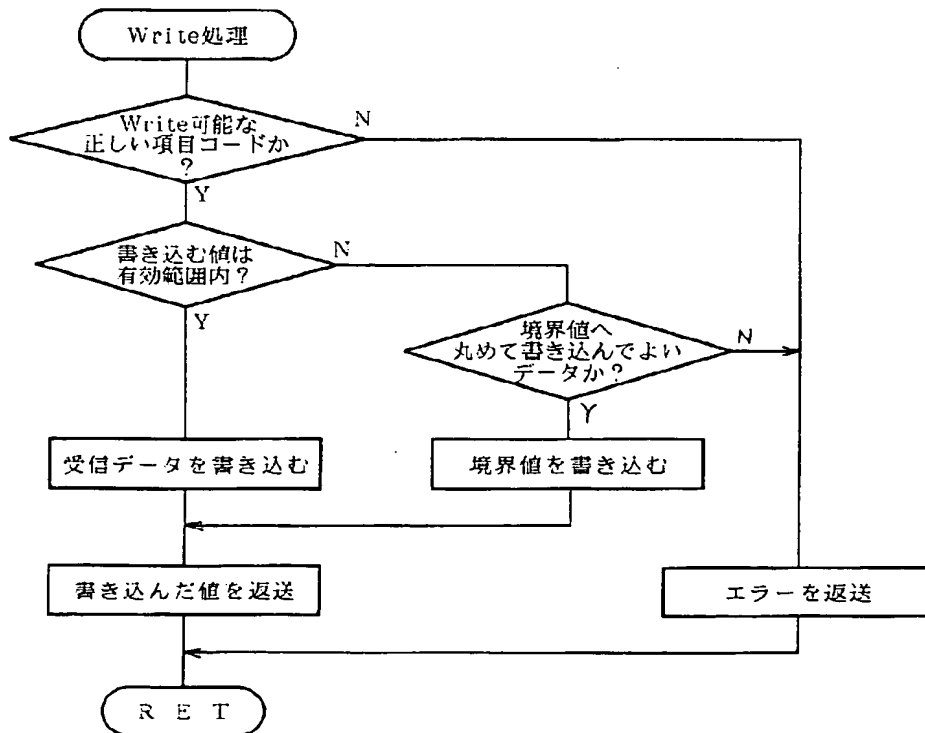 Write処理
Write可能な
正しい項目コードか
?
N
Y
書き込む値は
有効範囲内?
N
Y
境界値へ
丸めて書き込んでよい
データか?
N
Y
受信データを書き込む
境界値を書き込む
書き込んだ値を返送
エラーを返送
R E T